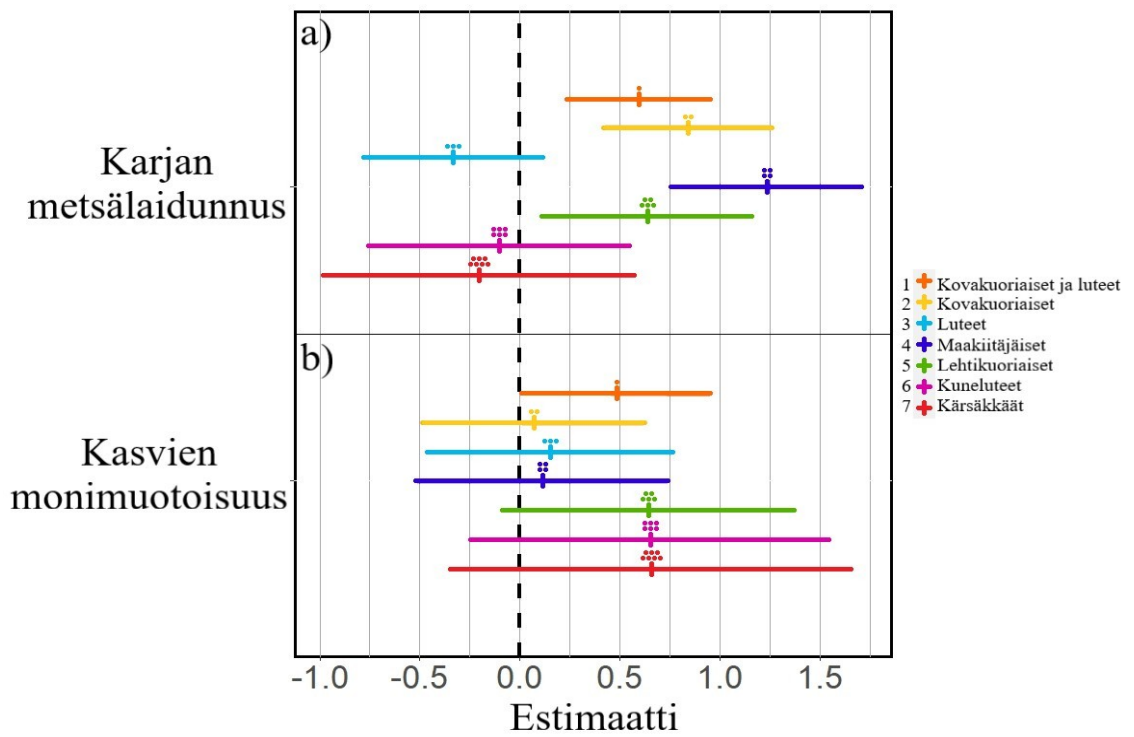 a)
Karjan
metsälaidunnus
b)
Kasvien
monimuotoisuus
1 Kovakuoriaiset ja luteet
2 Kovakuoriaiset
3 Luteet
4 Maakiitäjäiset
5 Lehtikuoriaiset
6 Kuneluteet
7 Kärsäkkäät
-1.0 -0.5 0.0 0.5 1.0 1.5
Estimaatti